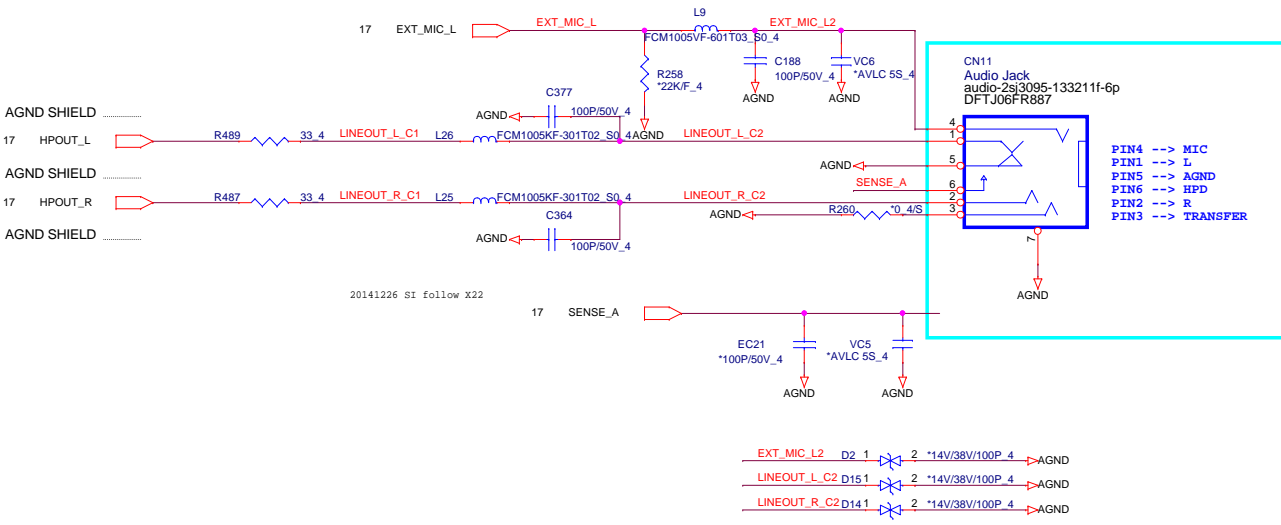 L9
17 EXT_MIC_L EXT_MIC_L EXT_MIC_L2
FCM1005VF-601T03_S0_4
R258
*22K/F_4
AGND
C188
100P/50V_4
AGND
VC6
*AVLC 5S_4
AGND
CN11
Audio Jack
audio-2sj3095-133211f-6p
DFTJ06FR887
C377
100P/50V_4
AGND
AGND SHIELD
17 HPOUT_L R489 33_4 LINEOUT_L_C1 L26 FCM1005KF-301T02_S0_4 LINEOUT_L_C2
AGND SHIELD
17 HPOUT_R R487 33_4 LINEOUT_R_C1 L25 FCM1005KF-301T02_S0_4 LINEOUT_R_C2
C364
AGND
100P/50V_4
AGND SHIELD
AGND
SENSE_A
AGND R260 *0_4/S
4
1
5
6
2
3
7
AGND
PIN4 --> MIC
PIN1 --> L
PIN5 --> AGND
PIN6 --> HPD
PIN2 --> R
PIN3 --> TRANSFER
20141226 SI follow X22
17 SENSE_A
EC21
*100P/50V_4
AGND
VC5
*AVLC 5S_4
AGND
EXT_MIC_L2 D2 1 2 *14V/38V/100P_4 AGND
LINEOUT_L_C2 D15 1 2 *14V/38V/100P_4 AGND
LINEOUT_R_C2 D14 1 2 *14V/38V/100P_4 AGND